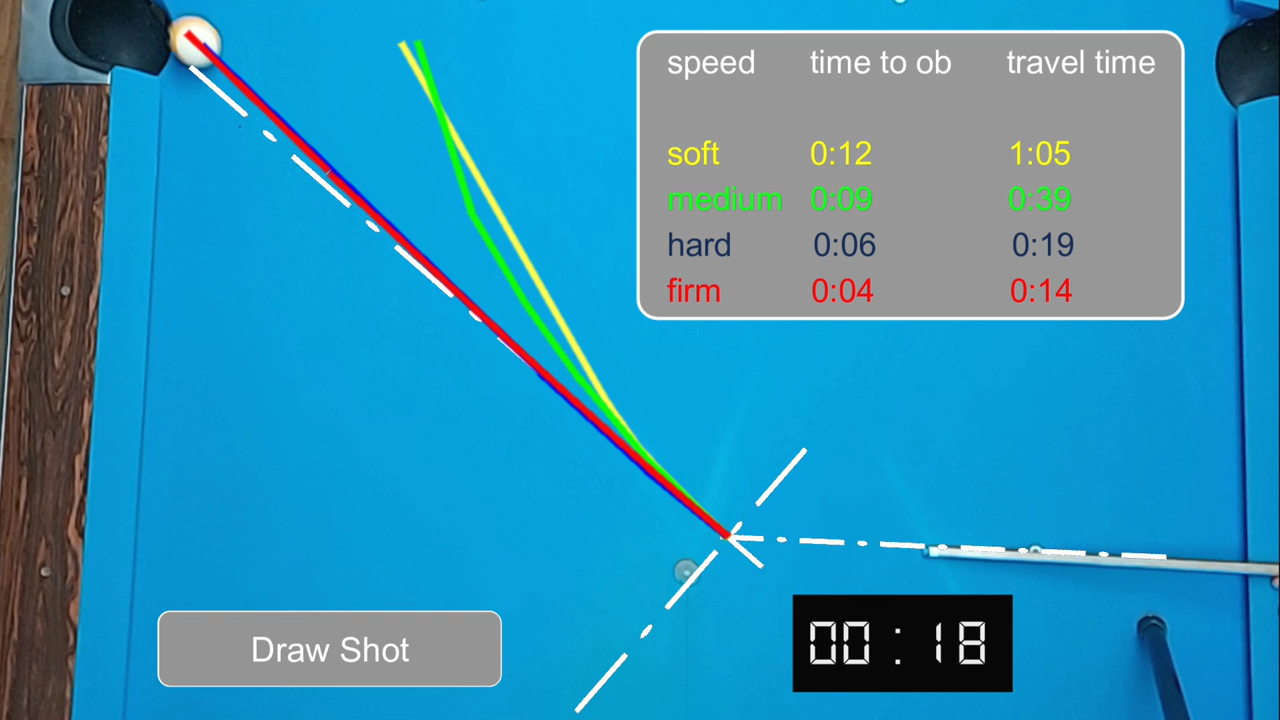 speed time to ob travel time
soft 0:12 1:05
medium 0:09 0:39
hard 0:06 0:19
firm 0:04 0:14
Draw Shot
00:18